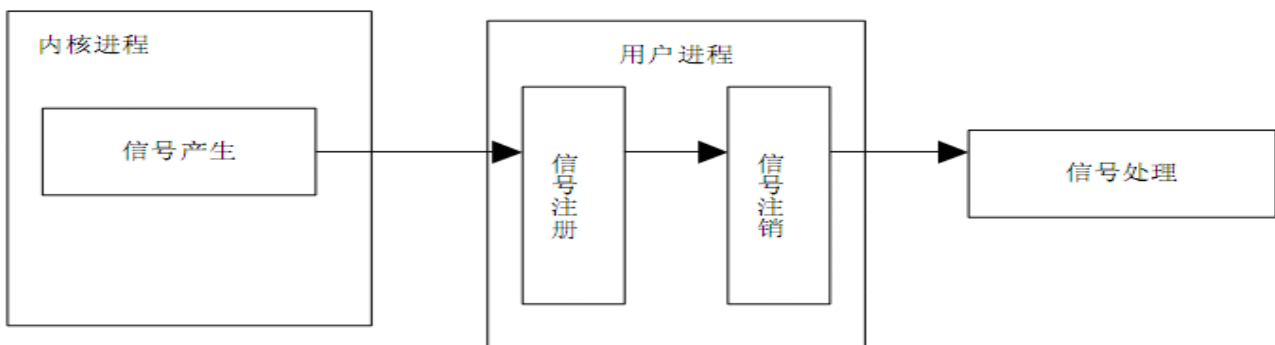 内核进程
信号产生
用户进程
信号注册
信号注销
信号处理